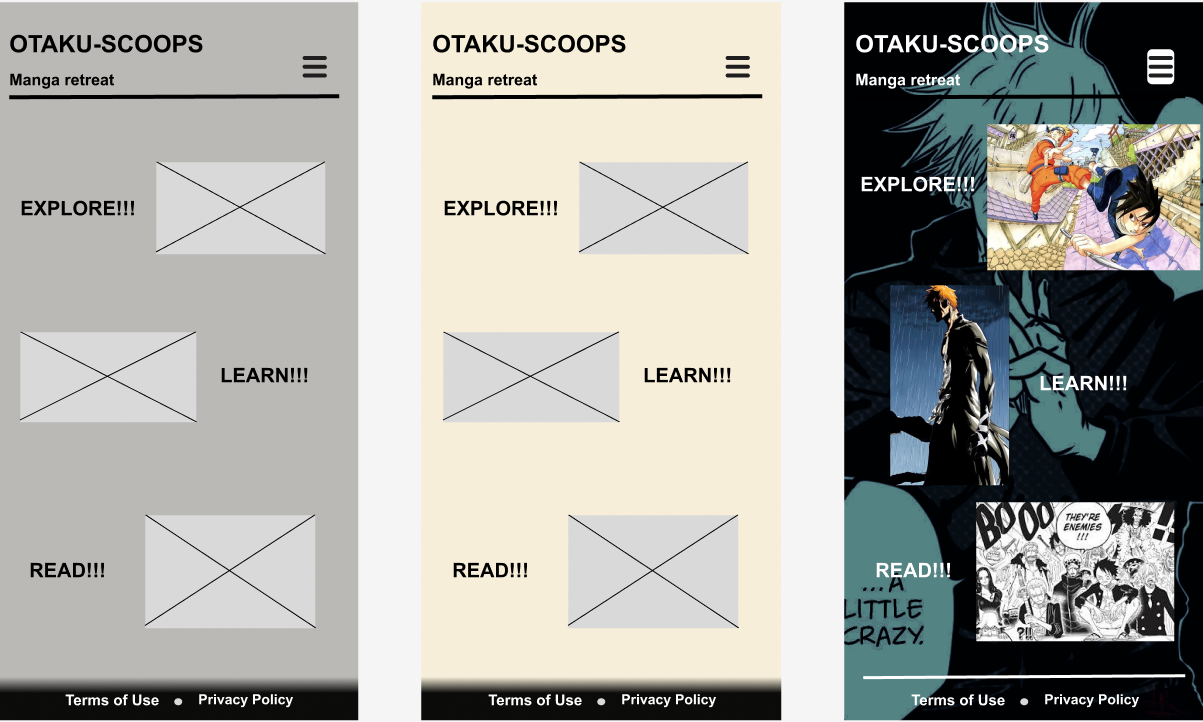 OTAKU-SCOOPS
Manga retreat
EXPLORE!!!
LEARN!!!
READ!!!
Terms of Use
Privacy Policy
OTAKU-SCOOPS
Manga retreat
EXPLORE!!!
LEARN!!!
READ!!!
Terms of Use
Privacy Policy
OTAKU-SCOOPS
Manga retreat
EXPLORE!!!
LEARN!!!
BOOO
!!
THEY'RE
ENEMIES
!!!
READ!!!
...A
LITTLE
CRAZY.
?!!
Terms of Use
Privacy Policy